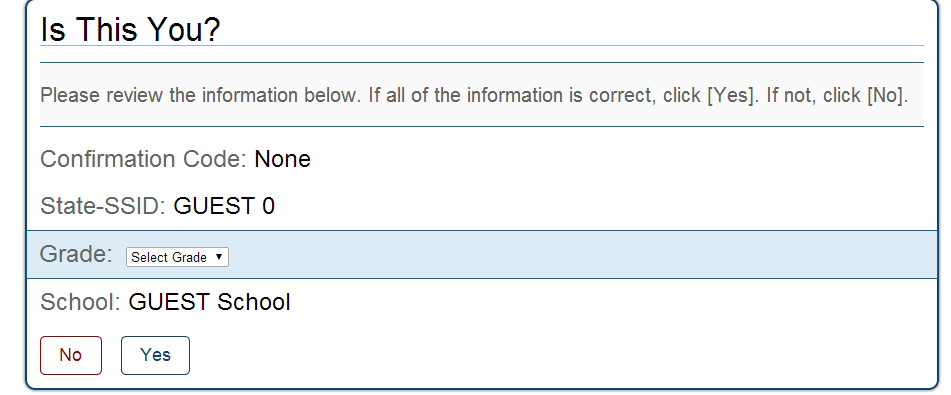 Is This You?
Please review the information below. If all of the information is correct, click [Yes]. If not, click [No].
Confirmation Code: None
State-SSID: GUEST 0
Grade: Select Grade
School: GUEST School
No Yes